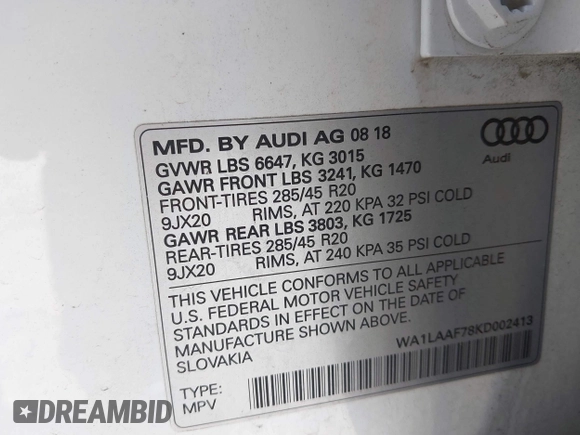 MFD. BY AUDI AG 08 18
GVWR LBS 6647, KG 3015
GAWR FRONT LBS 3241, KG 1470
FRONT-TIRES 285/45 R20
9JX20 RIMS, AT 220 KPA 32 PSI COLD
GAWR REAR LBS 3803, KG 1725
REAR-TIRES 285/45 R20
9JX20 RIMS, AT 240 KPA 35 PSI COLD
Audi
THIS VEHICLE CONFORMS TO ALL APPLICABLE
U.S. FEDERAL MOTOR VEHICLE SAFETY
STANDARDS IN EFFECT ON THE DATE OF
MANUFACTURE SHOWN ABOVE.
SLOVAKIA
WA1LAAF78KD002413
TYPE:
MPV
DREAMBID